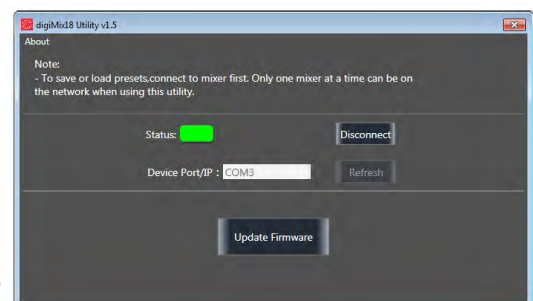 digiMix18 Utility v1.5
About
Note:
- To save or load presets,connect to mixer first. Only one mixer at a time can be on
the network when using this utility.
Status:
Disconnect
Device Port/IP : COM3
Refresh
Update Firmware